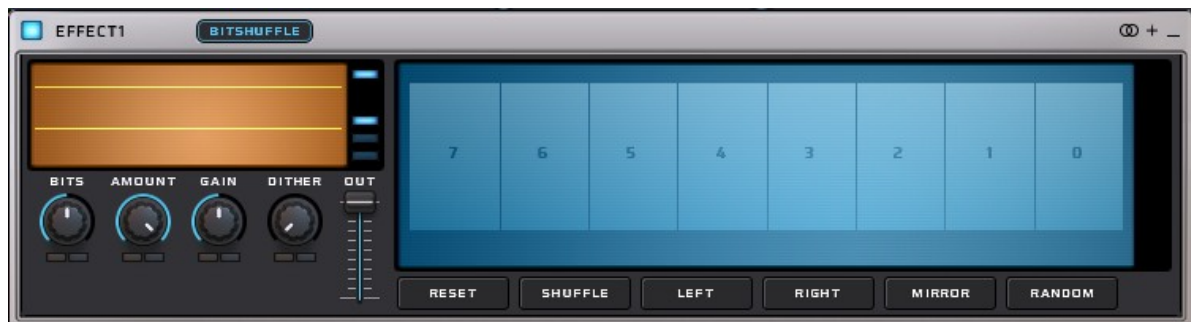 EFFECT1 BITSHUFFLE
BITS AMOUNT GAIN DITHER OUT
7 6 5 4 3 2 1 0
RESET SHUFFLE LEFT RIGHT MIRROR RANDOM